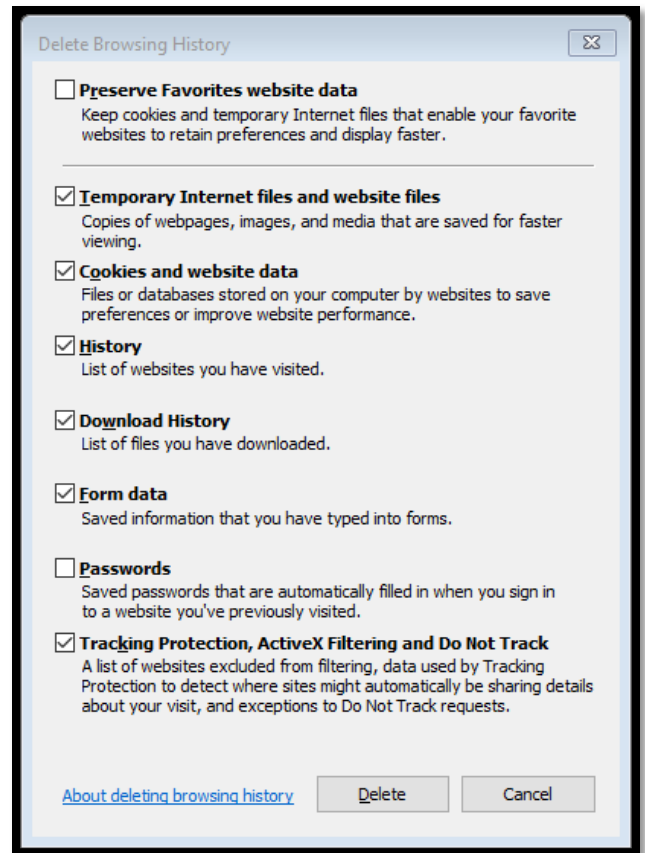 Delete Browsing History
Preserve Favorites website data
Keep cookies and temporary Internet files that enable your favorite
websites to retain preferences and display faster.
Temporary Internet files and website files
Copies of webpages, images, and media that are saved for faster
viewing.
Cookies and website data
Files or databases stored on your computer by websites to save
preferences or improve website performance.
History
List of websites you have visited.
Download History
List of files you have downloaded.
Form data
Saved information that you have typed into forms.
Passwords
Saved passwords that are automatically filled in when you sign in
to a website you've previously visited.
Tracking Protection, ActiveX Filtering and Do Not Track
A list of websites excluded from filtering, data used by Tracking
Protection to detect where sites might automatically be sharing details
about your visit, and exceptions to Do Not Track requests.
About deleting browsing history
Delete
Cancel